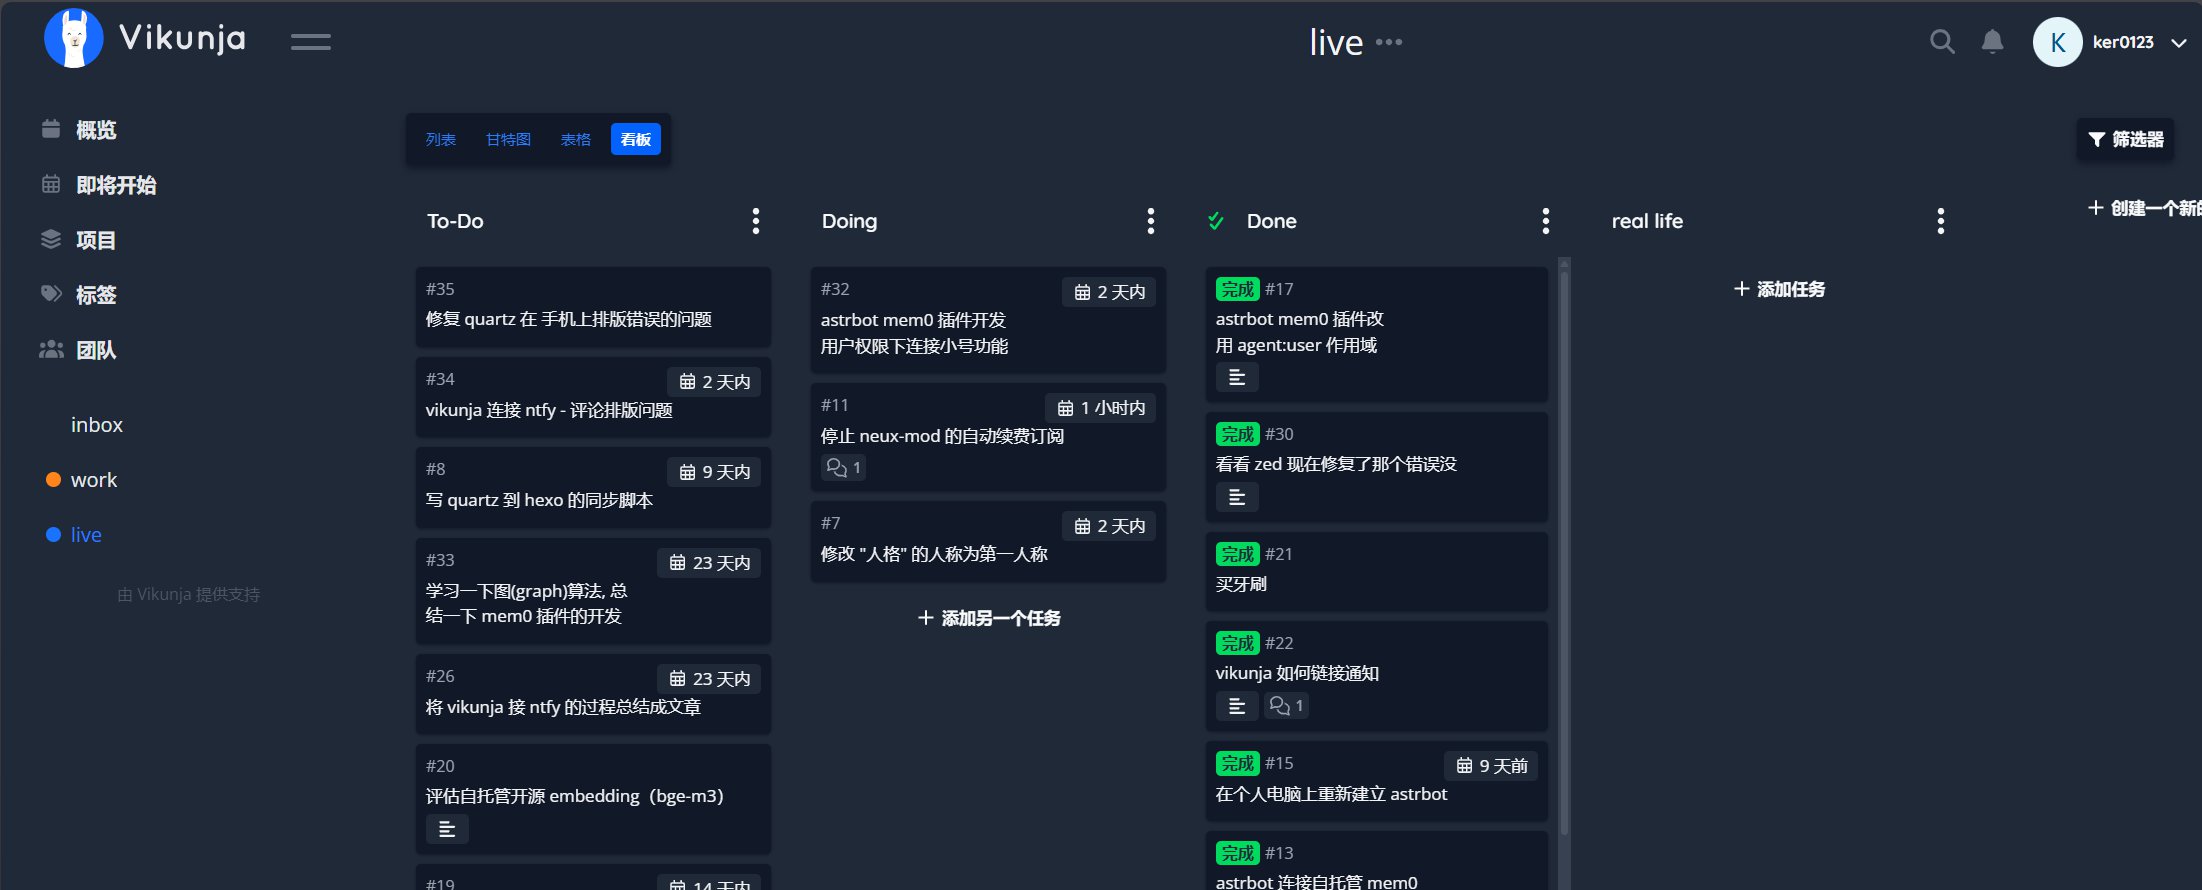 Vikunja
live
K
ker0123
概览
即将开始
项目
标签
团队
inbox
work
live
由 Vikunja 提供支持
列表
甘特图
表格
看板
筛选器
To-Do
#35
修复 quartz 在 手机上排版错误的问题
#34
2 天内
vikunja 连接 ntfy - 评论排版问题
#8
9 天内
写 quartz 到 hexo 的同步脚本
#33
23 天内
学习一下图(graph)算法, 总
结一下 mem0 插件的开发
#26
23 天内
将 vikunja 接 ntfy 的过程总结成文章
#20
评估自托管开源 embedding（bge-m3）
#19
14 天内
Doing
#32
2 天内
astrbot mem0 插件开发
用户权限下连接小号功能
#11
1 小时内
停止 neux-mod 的自动续费订阅
1
#7
2 天内
修改 "人格" 的人称为第一人称
+ 添加另一个任务
Done
完成 #17
astrbot mem0 插件改
用 agent:user 作用域
完成 #30
看看 zed 现在修复了那个错误没
完成 #21
买牙刷
完成 #22
vikunja 如何链接通知
1
完成 #15
9 天前
在个人电脑上重新建立 astrbot
完成 #13
astrbot 连接自托管 mem0
real life
+ 添加任务
+ 创建一个新的